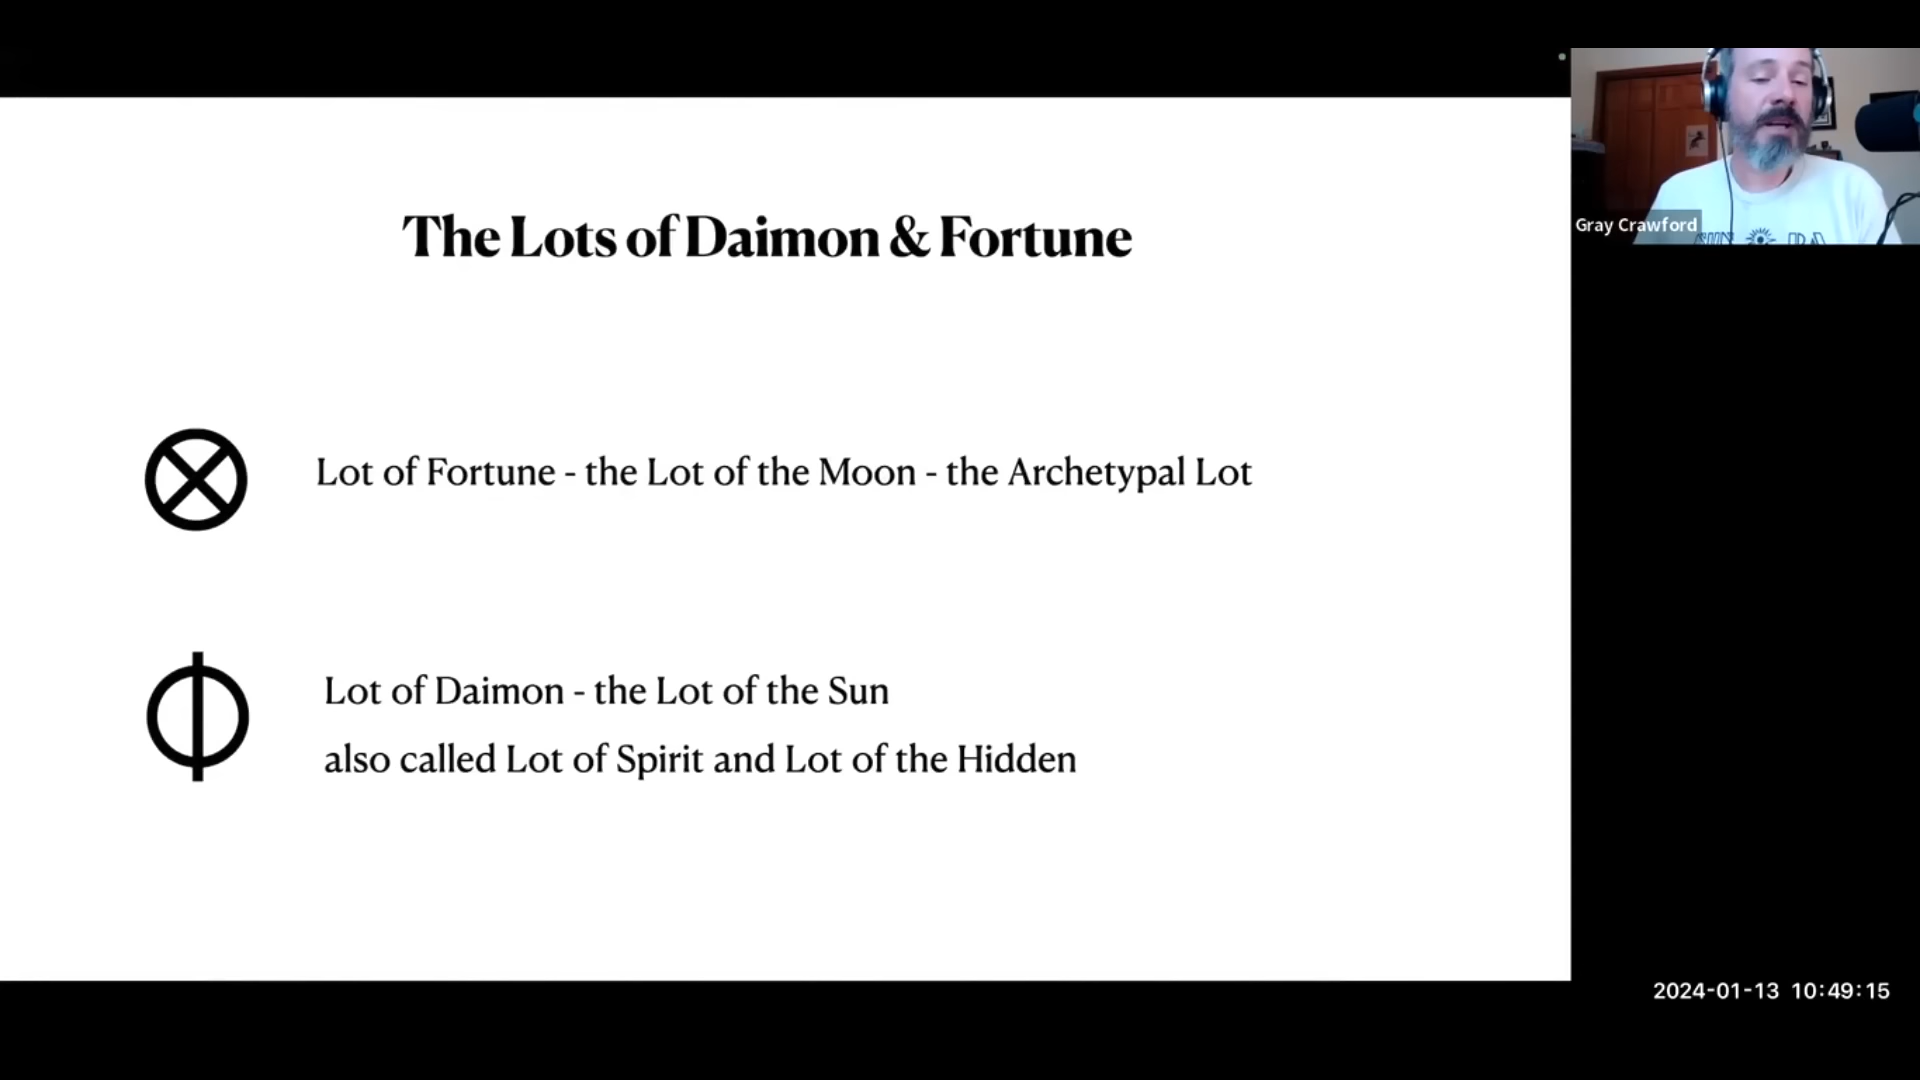 The Lots of Daimon & Fortune
Lot of Fortune - the Lot of the Moon - the Archetypal Lot
Lot of Daimon - the Lot of the Sun
also called Lot of Spirit and Lot of the Hidden
Gray Crawford
2024-01-13 10:49:15